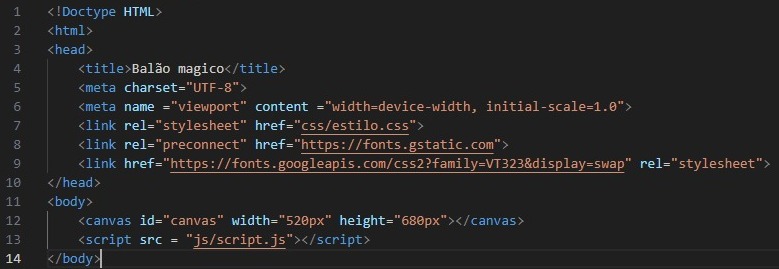 1 <!Doctype HTML>
2 <html>
3 <head>
4 <title>Balão magico</title>
5 <meta charset="UTF-8">
6 <meta name ="viewport" content ="width=device-width, initial-scale=1.0">
7 <link rel="stylesheet" href="css/estilo.css">
8 <link rel="preconnect" href="https://fonts.gstatic.com">
9 <link href="https://fonts.googleapis.com/css2?family=VT323&display=swap" rel="stylesheet">
10 </head>
11 <body>
12 <canvas id="canvas" width="520px" height="680px"></canvas>
13 <script src = "js/script.js"></script>
14 </body>